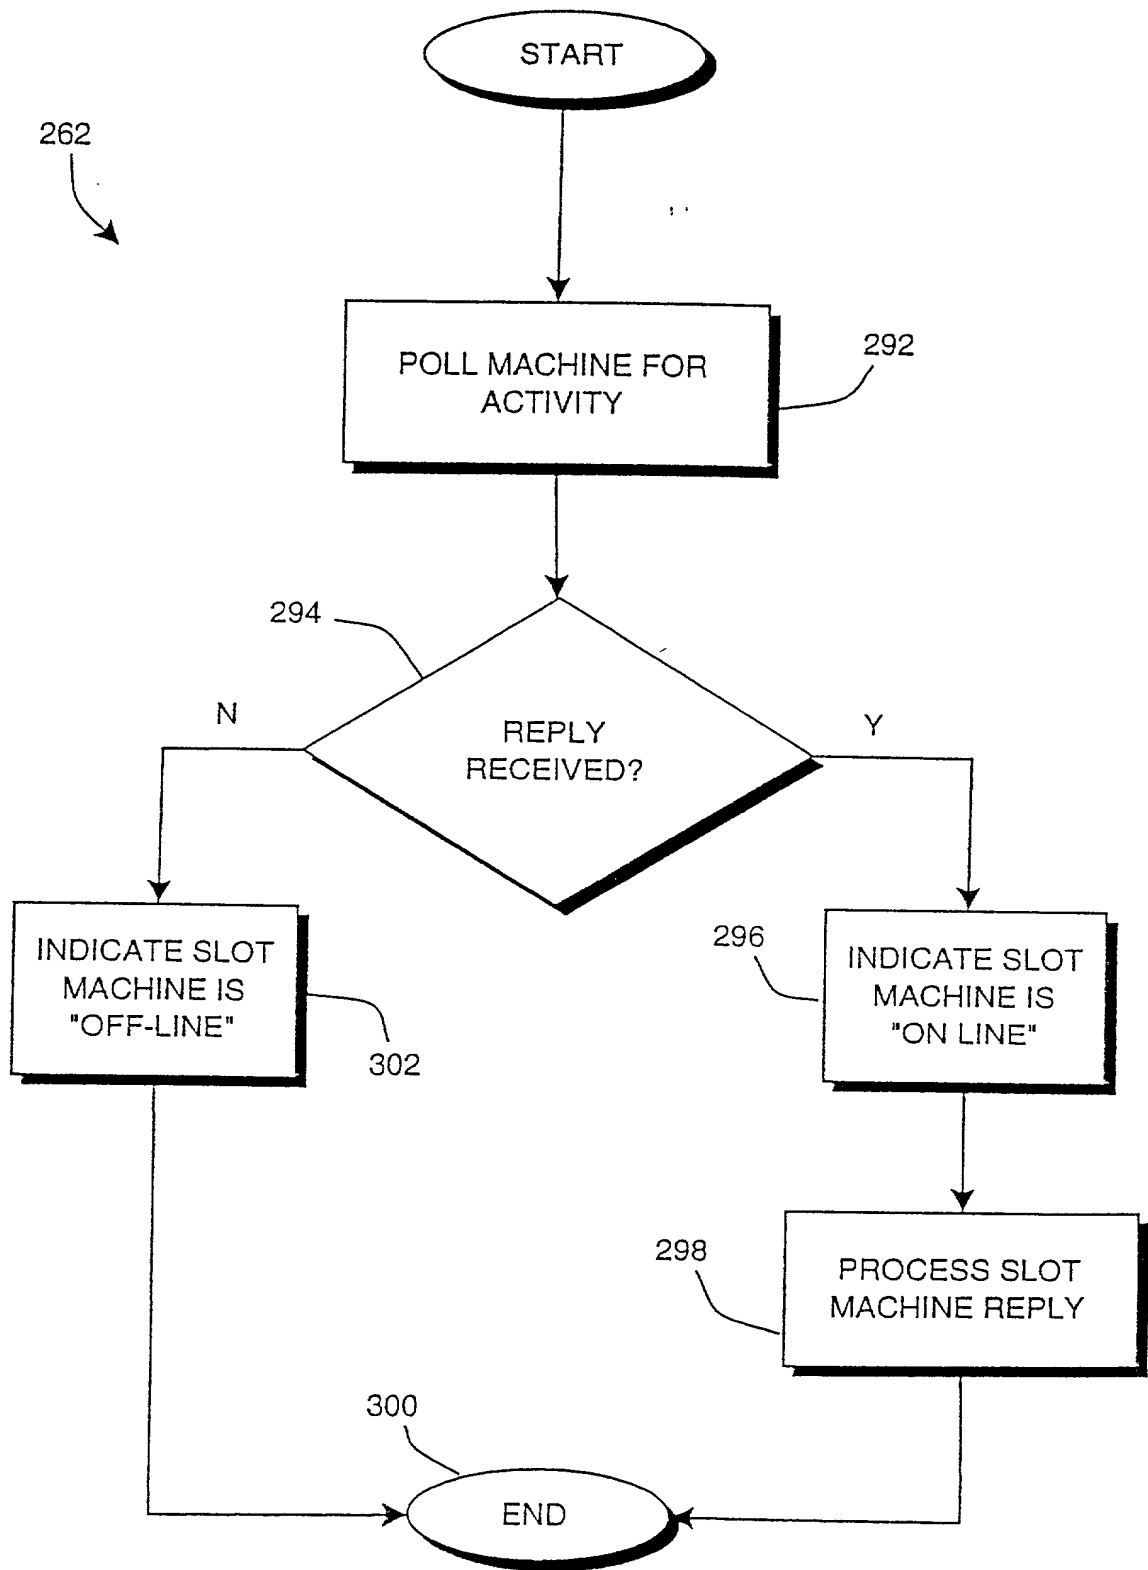 START
262
POLL MACHINE FOR
ACTIVITY
292
294
N
REPLY
RECEIVED?
Y
INDICATE SLOT
MACHINE IS
"OFF-LINE"
302
296
INDICATE SLOT
MACHINE IS
"ON LINE"
298
PROCESS SLOT
MACHINE REPLY
300
END